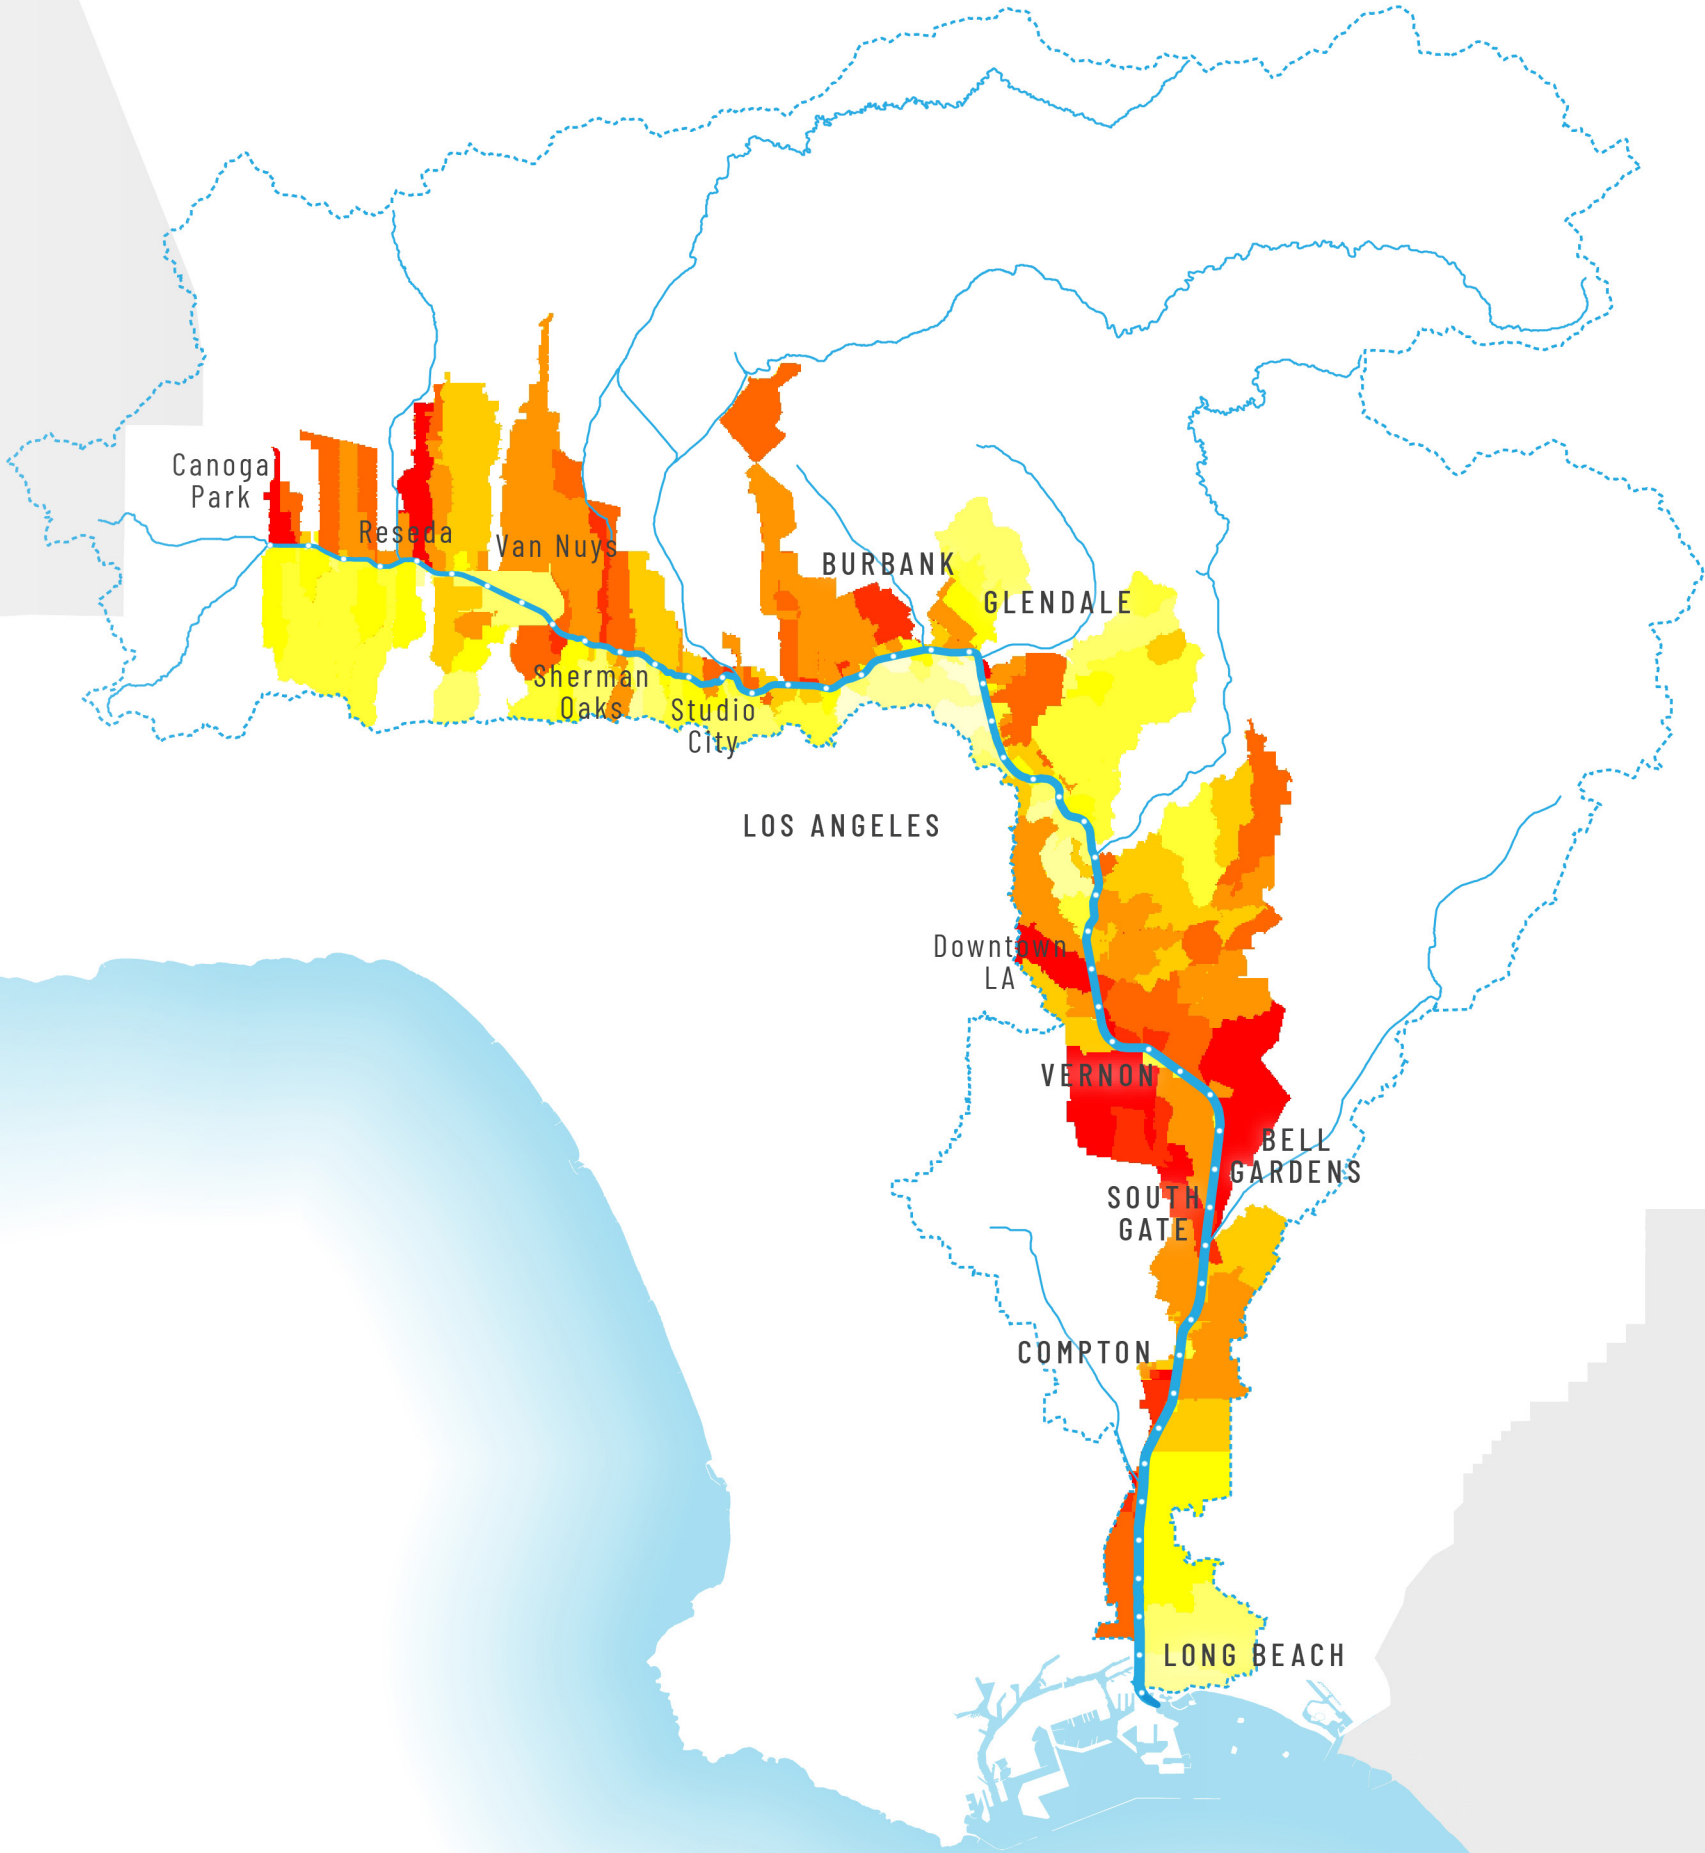 Canoga
Park
Reseda
Van Nuys
BURBANK
GLENDALE
Sherman
Oaks
Studio
City
LOS ANGELES
Downtown
LA
VERNON
BELL
GARDENS
SOUTH
GATE
COMPTON
LONG BEACH